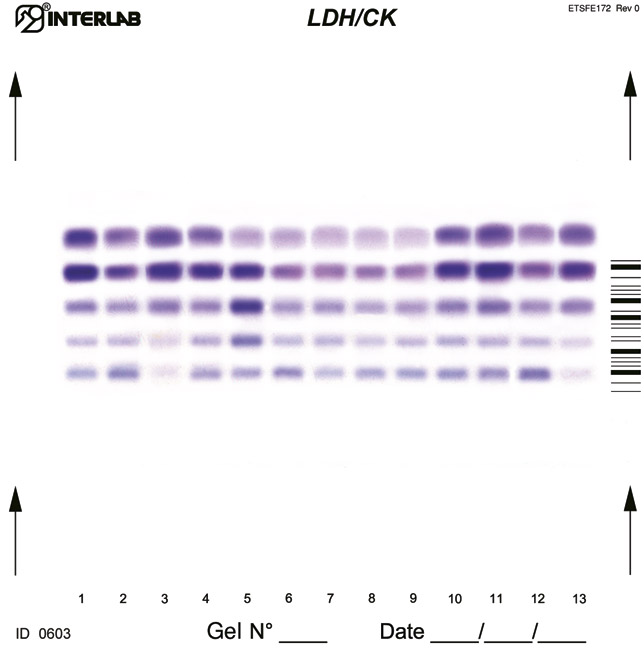 INTERLAB®
LDH/CK
ETSFE172 Rev 0
1 2 3 4 5 6 7 8 9 10 11 12 13
ID 0603
Gel N° ____ Date ____/____/____